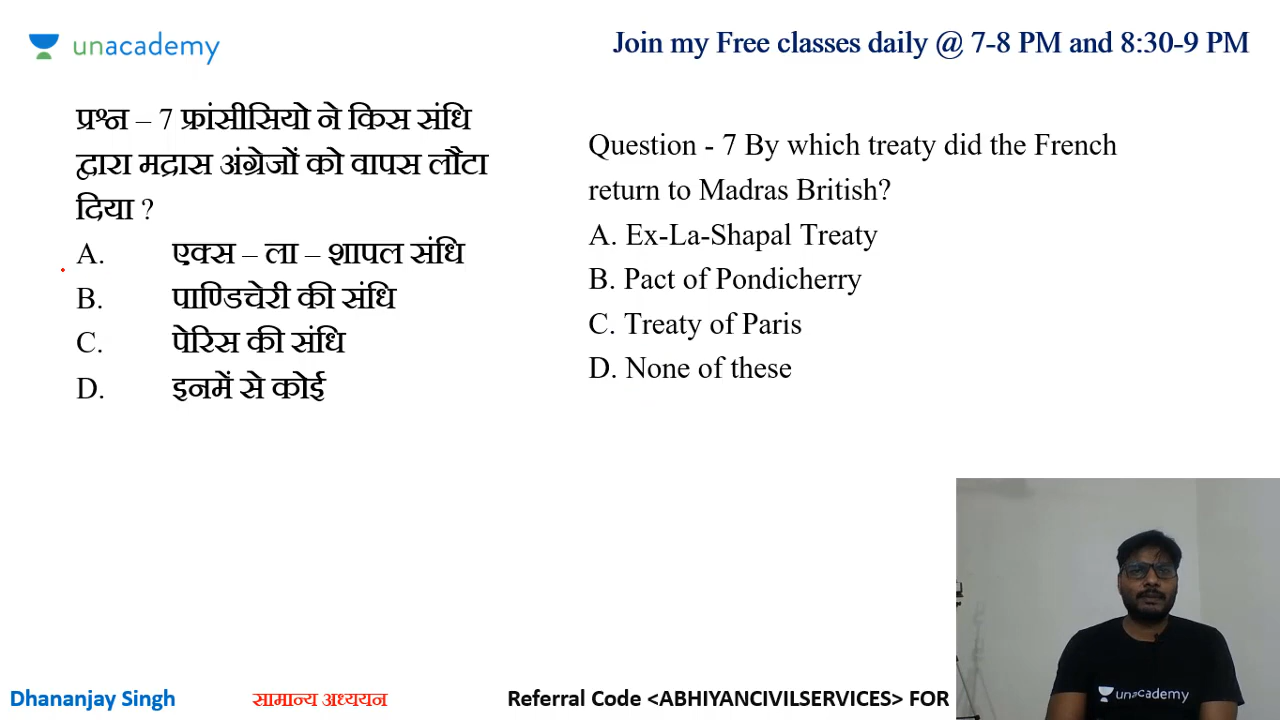 unacademy
Join my Free classes daily @ 7-8 PM and 8:30-9 PM
प्रश्न – 7 फ्रांसीसियो ने किस संधि
द्वारा मद्रास अंग्रेजों को वापस लौटा
दिया ?
A. एक्स – ला – शापल संधि
B. पाण्डिचेरी की संधि
C. पेरिस की संधि
D. इनमें से कोई
Question - 7 By which treaty did the French
return to Madras British?
A. Ex-La-Shapal Treaty
B. Pact of Pondicherry
C. Treaty of Paris
D. None of these
unacademy
Dhananjay Singh
सामान्य अध्ययन
Referral Code <ABHIYANCIVILSERVICES> FOR